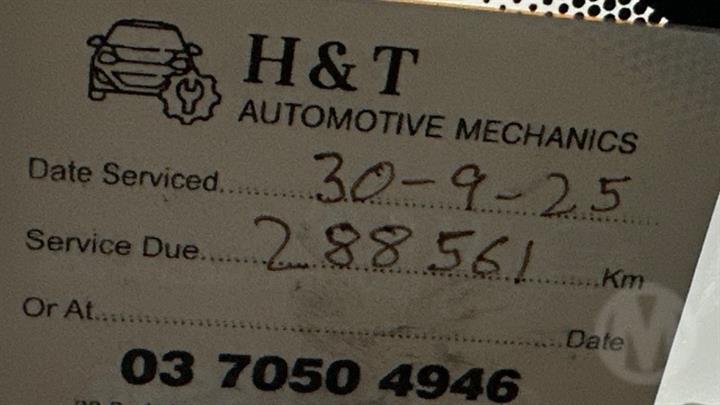 H & T
AUTOMOTIVE MECHANICS
Date Serviced 30-9-25
Service Due 288561 Km
Or At Date
03 7050 4946